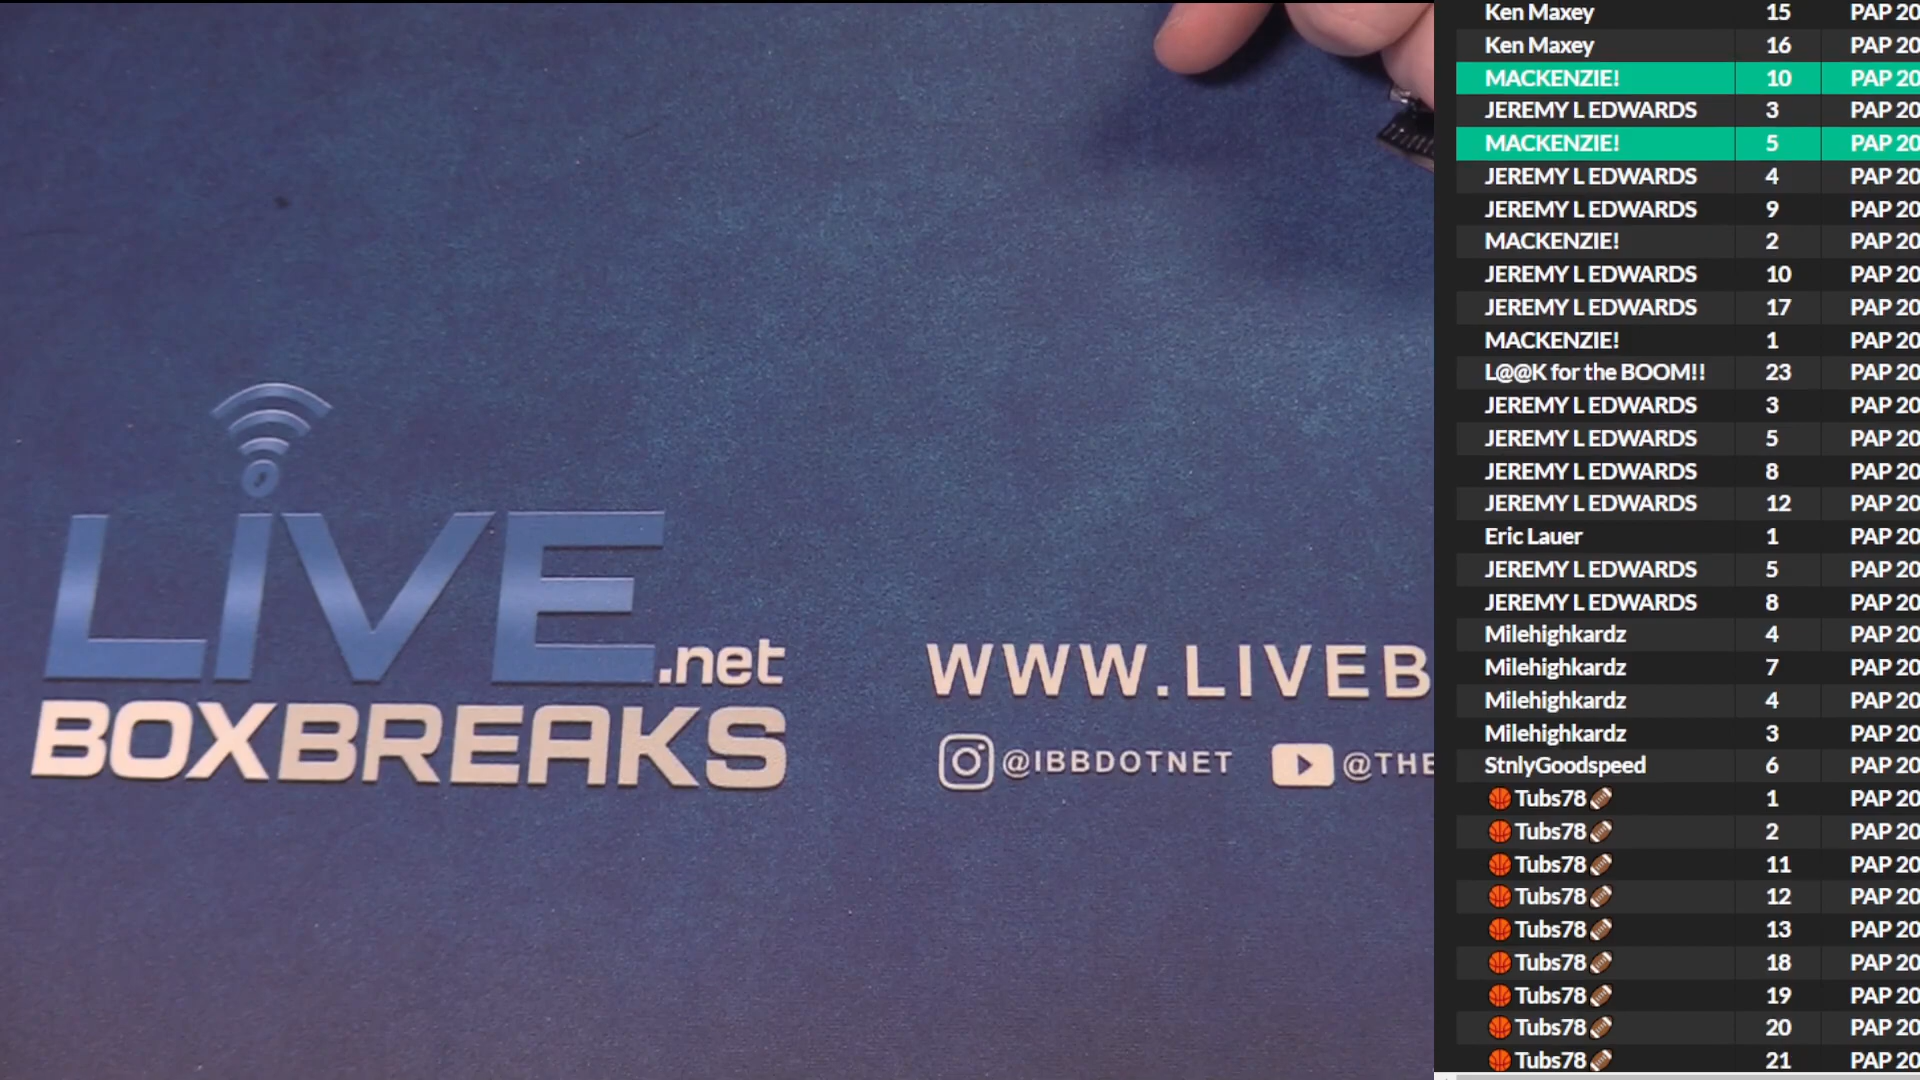 LIVE.net
BOXBREAKS
WWW.LIVEB
@IBBDOTNET @THE
Ken Maxey 15 PAP 20
Ken Maxey 16 PAP 20
MACKENZIE! 10 PAP 20
JEREMY L EDWARDS 3 PAP 20
MACKENZIE! 5 PAP 20
JEREMY L EDWARDS 4 PAP 20
JEREMY L EDWARDS 9 PAP 20
MACKENZIE! 2 PAP 20
JEREMY L EDWARDS 10 PAP 20
JEREMY L EDWARDS 17 PAP 20
MACKENZIE! 1 PAP 20
L@@K for the BOOM!! 23 PAP 20
JEREMY L EDWARDS 3 PAP 20
JEREMY L EDWARDS 5 PAP 20
JEREMY L EDWARDS 8 PAP 20
JEREMY L EDWARDS 12 PAP 20
Eric Lauer 1 PAP 20
JEREMY L EDWARDS 5 PAP 20
JEREMY L EDWARDS 8 PAP 20
Milehighkardz 4 PAP 20
Milehighkardz 7 PAP 20
Milehighkardz 4 PAP 20
Milehighkardz 3 PAP 20
StnlyGoodspeed 6 PAP 20
🏀 Tubs78🏈 1 PAP 20
🏀 Tubs78🏈 2 PAP 20
🏀 Tubs78🏈 11 PAP 20
🏀 Tubs78🏈 12 PAP 20
🏀 Tubs78🏈 13 PAP 20
🏀 Tubs78🏈 18 PAP 20
🏀 Tubs78🏈 19 PAP 20
🏀 Tubs78🏈 20 PAP 20
🏀 Tubs78🏈 21 PAP 20